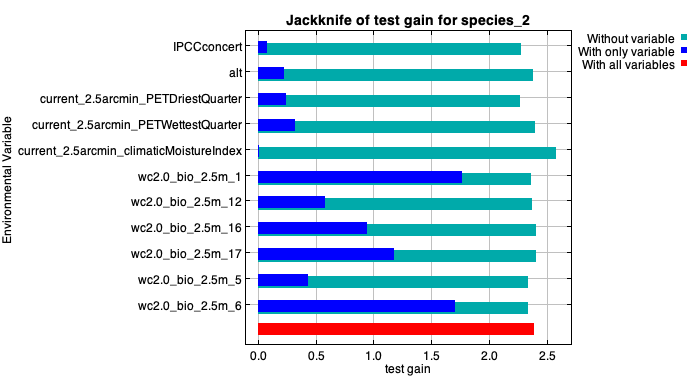 Jackknife of test gain for species_2
Without variable
With only variable
With all variables
Environmental Variable
IPCCconcert
alt
current_2.5arcmin_PETDriestQuarter
current_2.5arcmin_PETWettestQuarter
current_2.5arcmin_climaticMoistureIndex
wc2.0_bio_2.5m_1
wc2.0_bio_2.5m_12
wc2.0_bio_2.5m_16
wc2.0_bio_2.5m_17
wc2.0_bio_2.5m_5
wc2.0_bio_2.5m_6
0.0 0.5 1.0 1.5 2.0 2.5
test gain